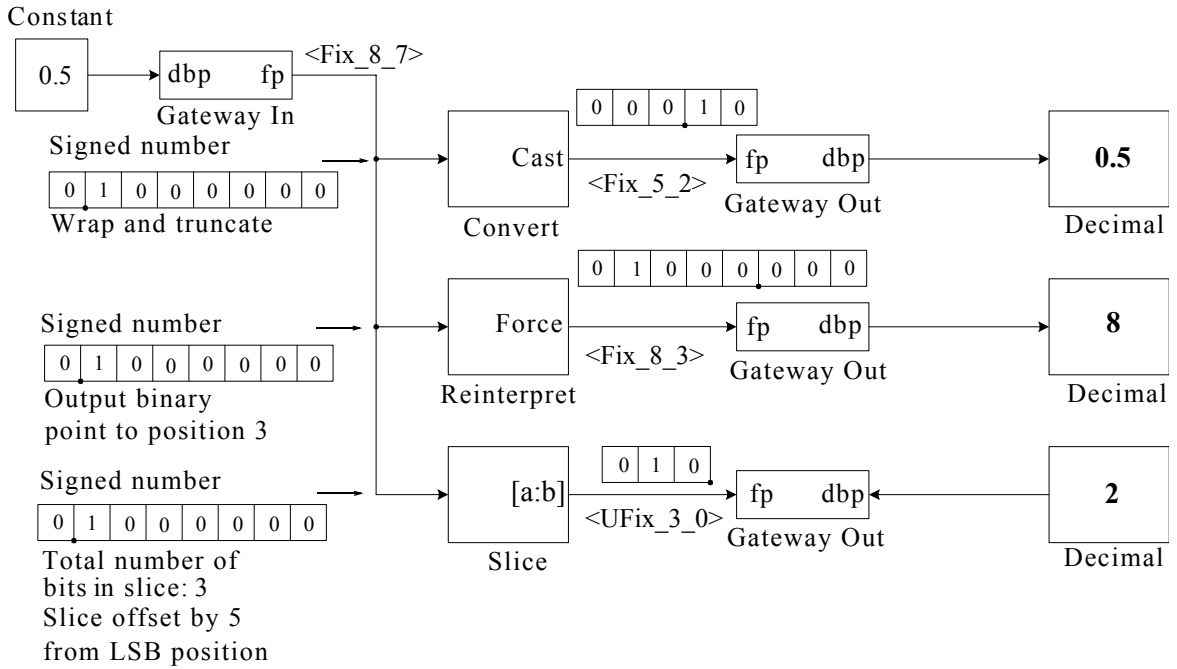 Constant
0.5
dbp fp
Gateway In
<Fix_8_7>
Signed number
0 1 0 0 0 0 0 0
Wrap and truncate
Cast
Convert
0 0 0 1 0
<Fix_5_2>
fp dbp
Gateway Out
0.5
Decimal
Signed number
0 1 0 0 0 0 0 0
Output binary
point to position 3
Force
Reinterpret
0 1 0 0 0 0 0 0
<Fix_8_3>
fp dbp
Gateway Out
8
Decimal
Signed number
0 1 0 0 0 0 0 0
Total number of
bits in slice: 3
Slice offset by 5
from LSB position
[a:b]
Slice
0 1 0
<UFix_3_0>
fp dbp
Gateway Out
2
Decimal